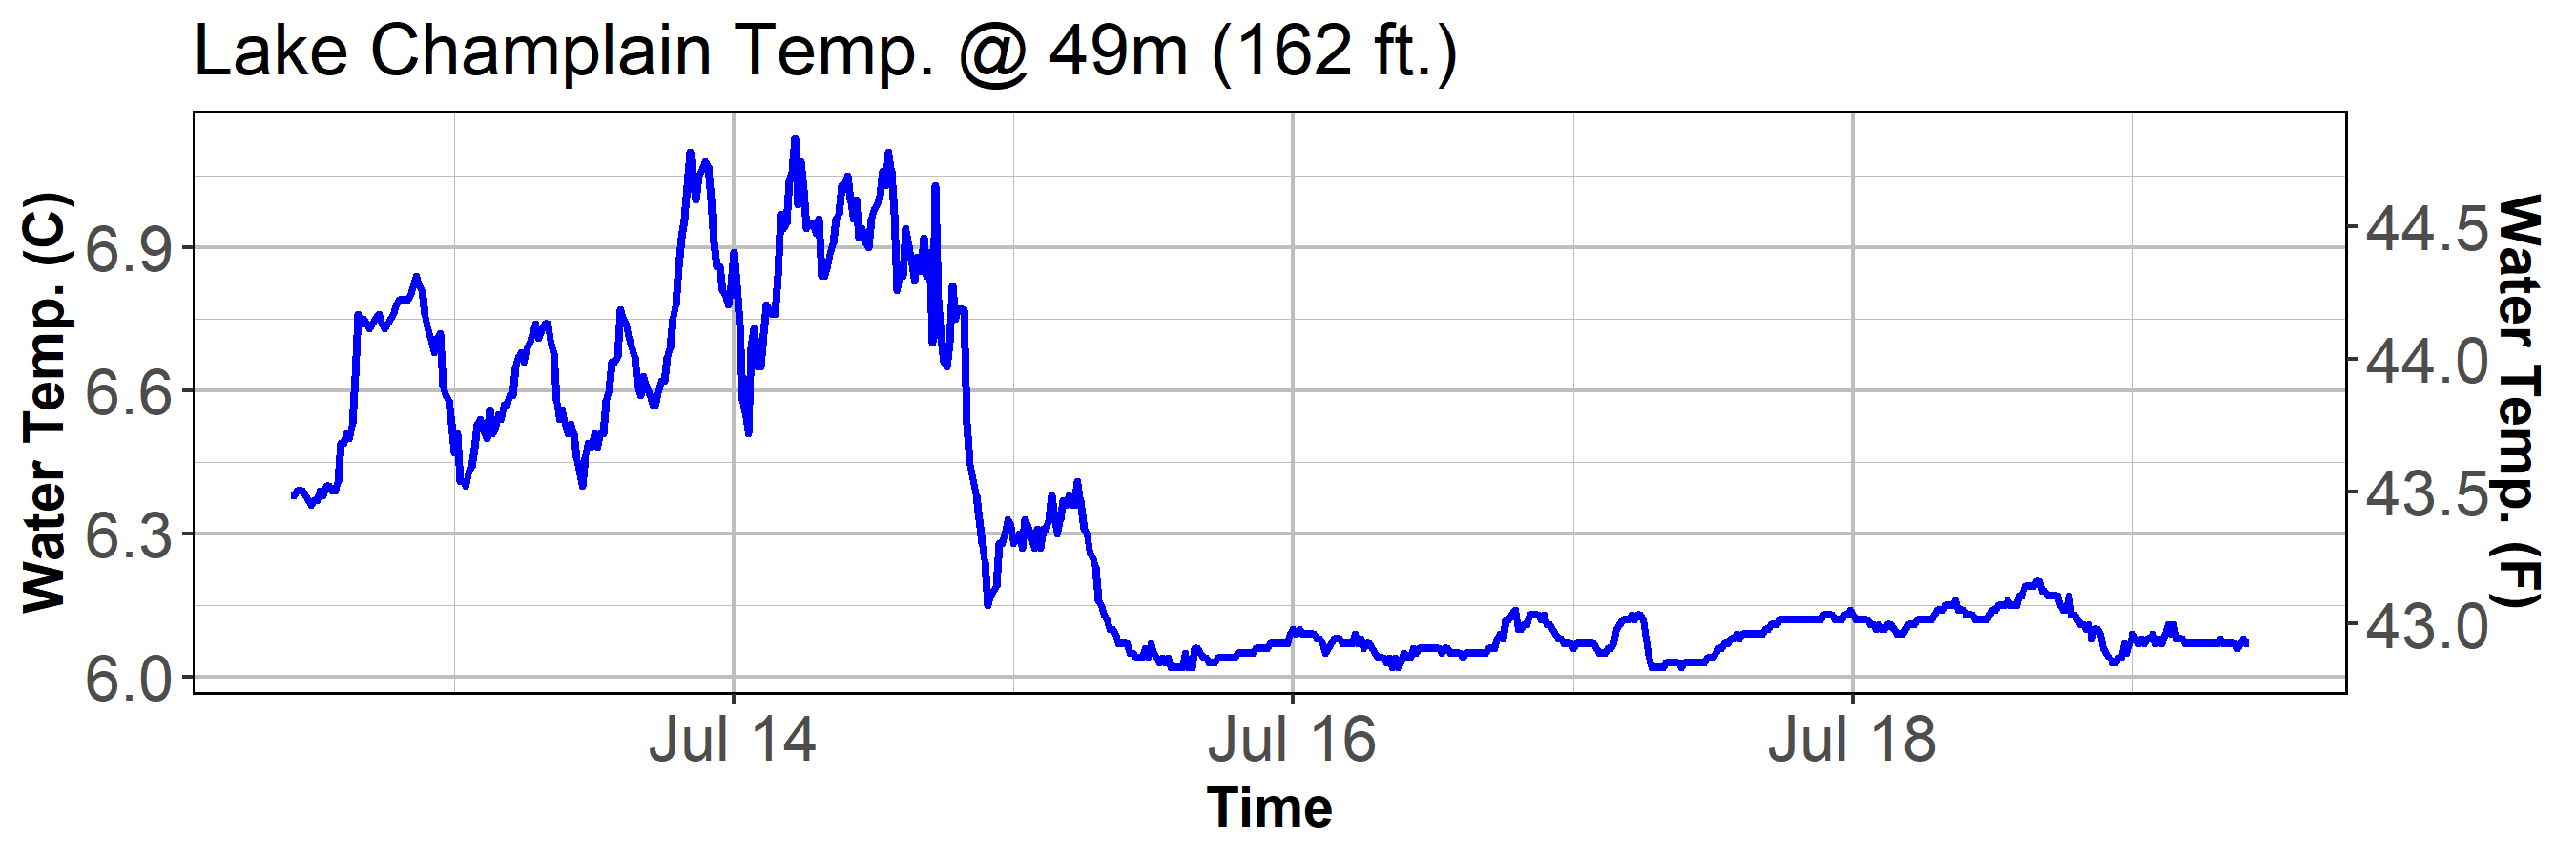 Lake Champlain Temp. @ 49m (162 ft.)
Water Temp. (C)
6.9
6.6
6.3
6.0
44.5
44.0
43.5
43.0
Water Temp. (F)
Jul 14 Jul 16 Jul 18
Time